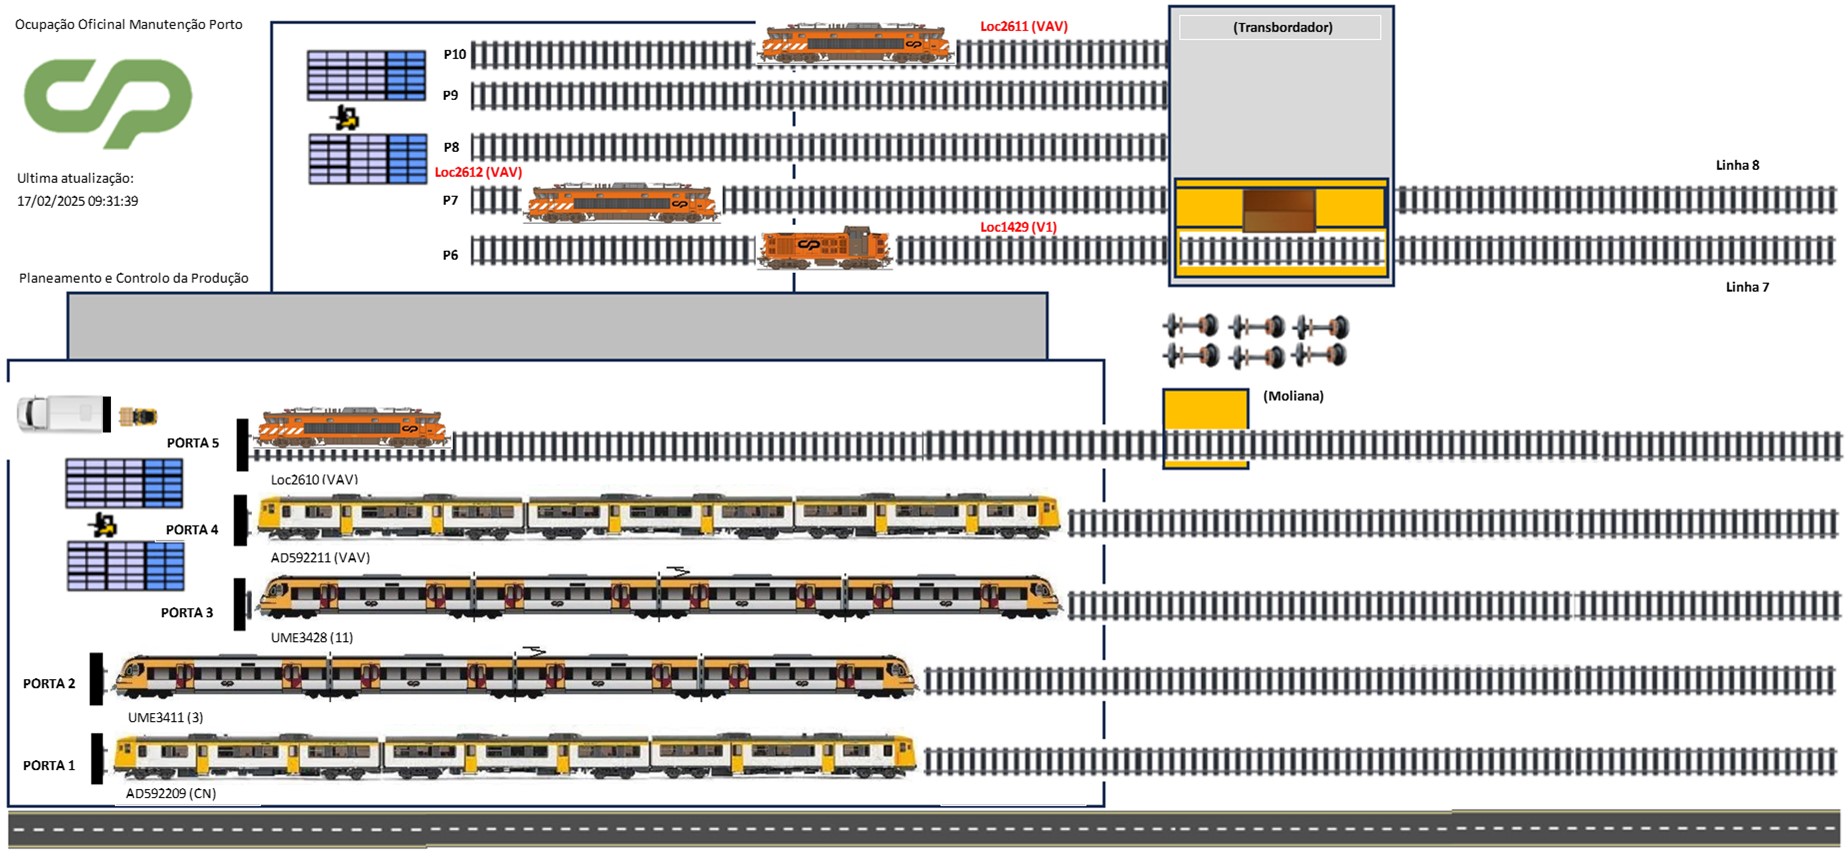 Ocupação Oficinal Manutenção Porto
Ultima atualização:
17/02/2025 09:31:39
Planeamento e Controlo da Produção
P10
Loc2611 (VAV)
(Transbordador)
P9
P8
Loc2612 (VAV)
Linha 8
P7
Loc1429 (V1)
P6
Linha 7
(Moliana)
PORTA 5
Loc2610 (VAV)
PORTA 4
AD592211 (VAV)
PORTA 3
UME3428 (11)
PORTA 2
UME3411 (3)
PORTA 1
AD592209 (CN)